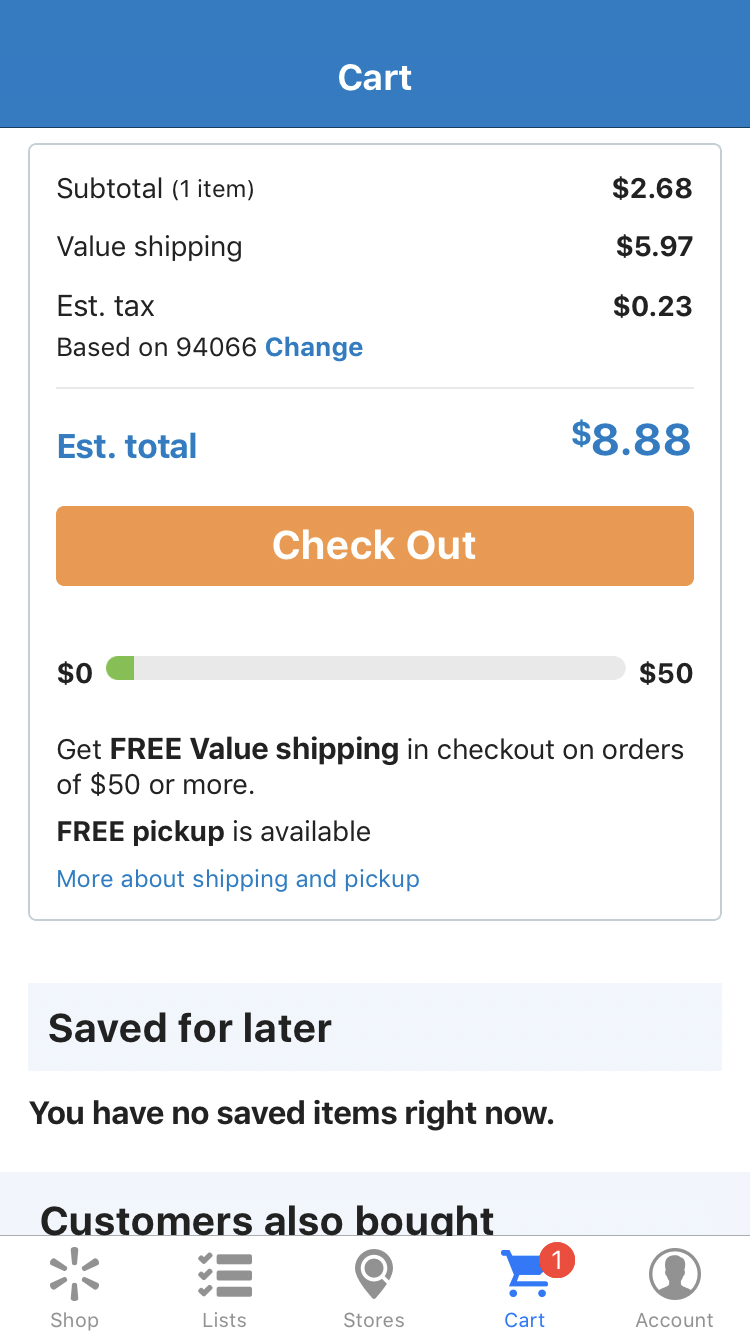 Cart
Subtotal (1 item) $2.68
Value shipping $5.97
Est. tax $0.23
Based on 94066 Change
Est. total $8.88
Check Out
$0 $50
Get FREE Value shipping in checkout on orders
of $50 or more.
FREE pickup is available
More about shipping and pickup
Saved for later
You have no saved items right now.
Customers also bought
1
Shop Lists Stores Cart Account